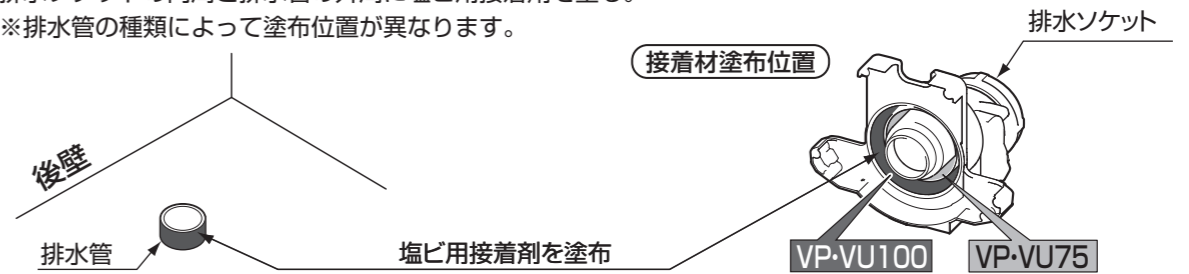 ※排水管の種類によって塗布位置が異なります。
排水ソケット
接着材塗布位置
後壁
排水管
塩ビ用接着剤を塗布
VP・VU100
VP・VU75